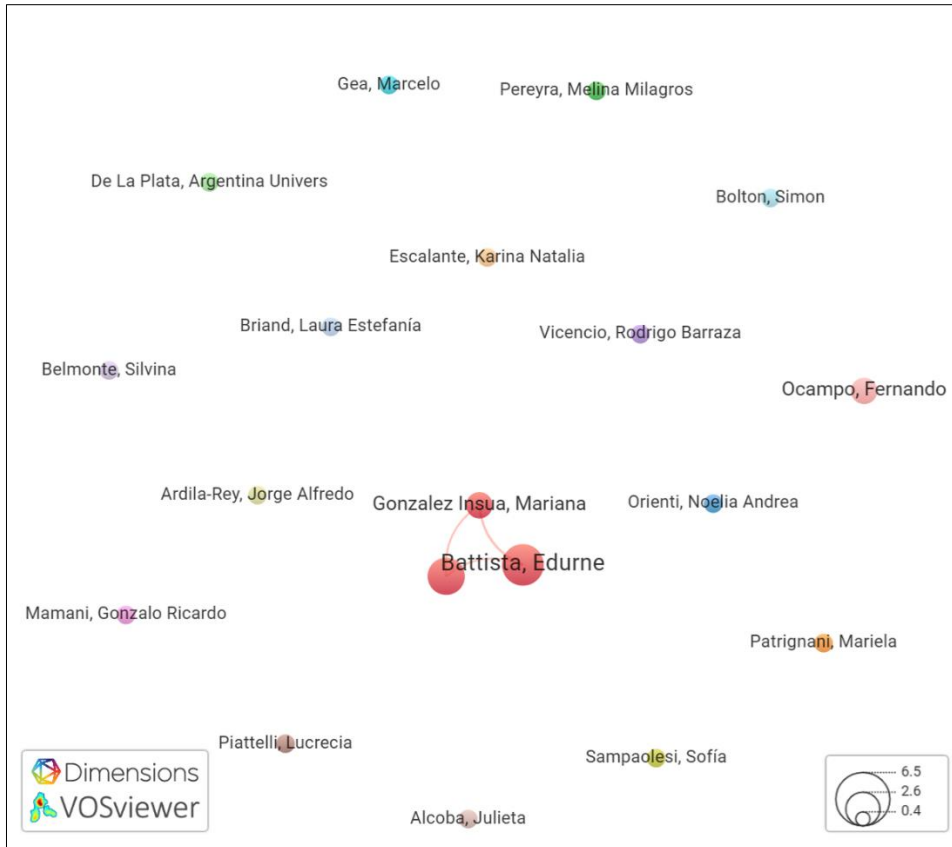 Gea, Marcelo
Pereyra, Melina Milagros
De La Plata, Argentina Univers
Bolton, Simon
Escalante, Karina Natalia
Briand, Laura Estefanía
Vicencio, Rodrigo Barraza
Belmonte, Silvina
Ocampo, Fernando
Ardila-Rey, Jorge Alfredo
Gonzalez Insua, Mariana
Orienti, Noelia Andrea
Battista, Edurne
Mamani, Gonzalo Ricardo
Patrignani, Mariela
Piattelli, Lucrecia
Sampaolesi, Sofía
Alcoba, Julieta
Dimensions
VOSviewer
6.5
2.6
0.4